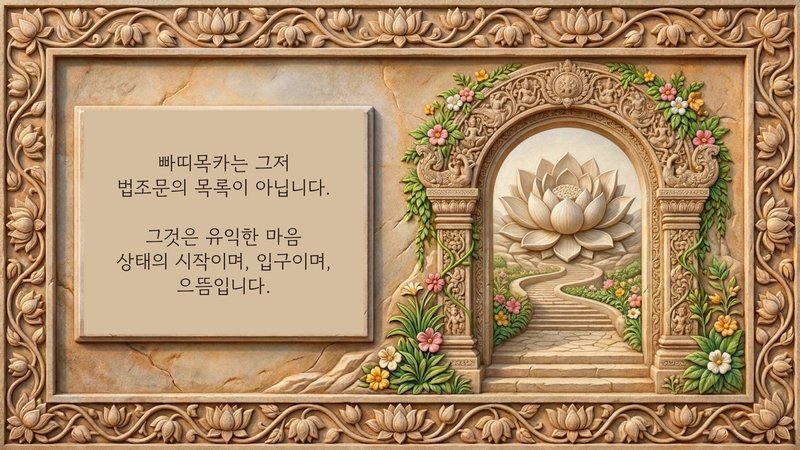 빠띠목카는 그저
법조문의 목록이 아닙니다.
그것은 유익한 마음
상태의 시작이며, 입구이며,
으뜸입니다.